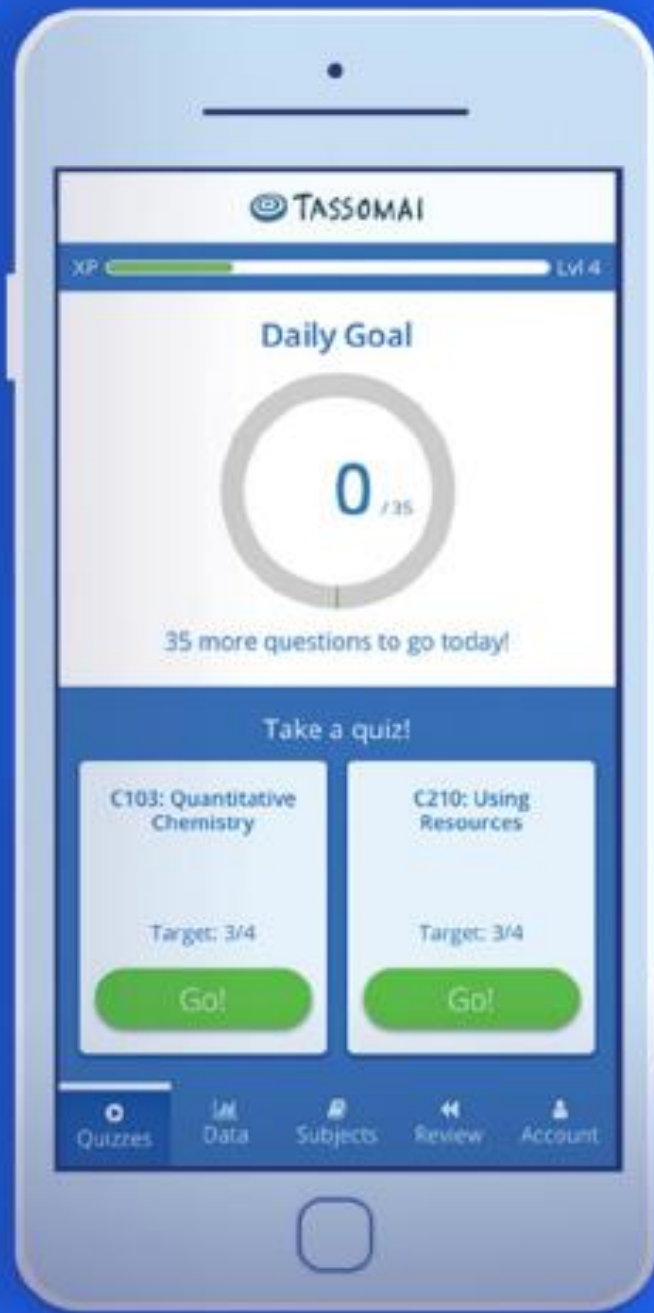 TASSOMAI
XP Lvl 4
Daily Goal
0 / 35
35 more questions to go today!
Take a quiz!
C103: Quantitative
Chemistry
Target: 3/4
Go!
C210: Using
Resources
Target: 3/4
Go!
Quizzes Data Subjects Review Account